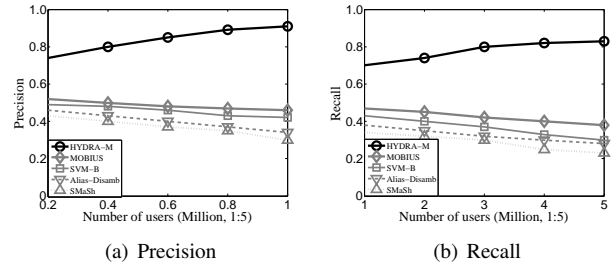 1.0
0.8
0.6
0.4
0.2
0
Precision
HYDRA−M
MOBIUS
SVM−B
Alias−Disamb
SMaSh
0.2 0.4 0.6 0.8 1
Number of users (Million, 1:5)
(a) Precision
1.0
0.8
0.6
0.4
0.2
0
Recall
HYDRA−M
MOBIUS
SVM−B
Alias−Disamb
SMaSh
1 2 3 4 5
Number of users (Million, 1:5)
(b) Recall